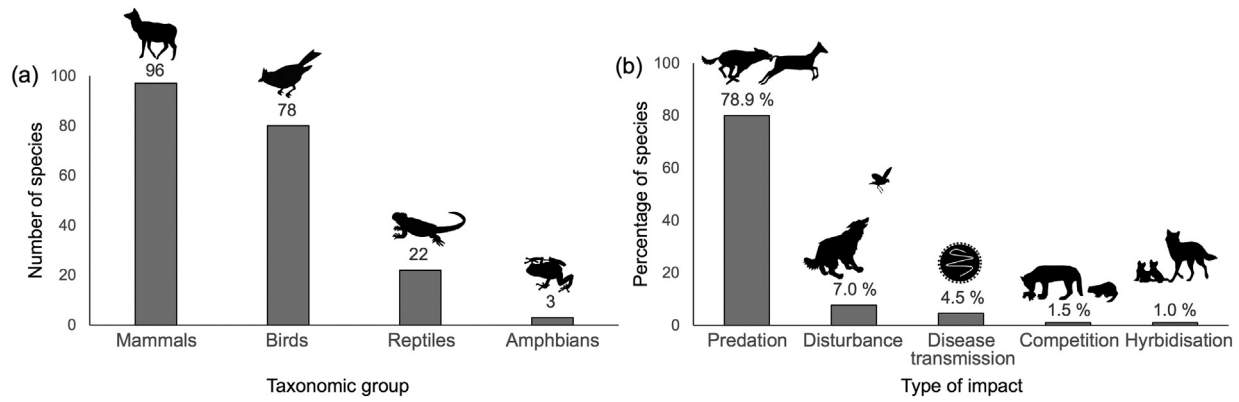 (a)
Number of species
100
80
60
40
20
0
96
78
22
3
Mammals
Birds
Reptiles
Amphbians
Taxonomic group
(b)
Percentage of species
100
80
60
40
20
0
78.9 %
7.0 %
4.5 %
1.5 %
1.0 %
Predation
Disturbance
Disease
transmission
Competition
Hyrbidisation
Type of impact